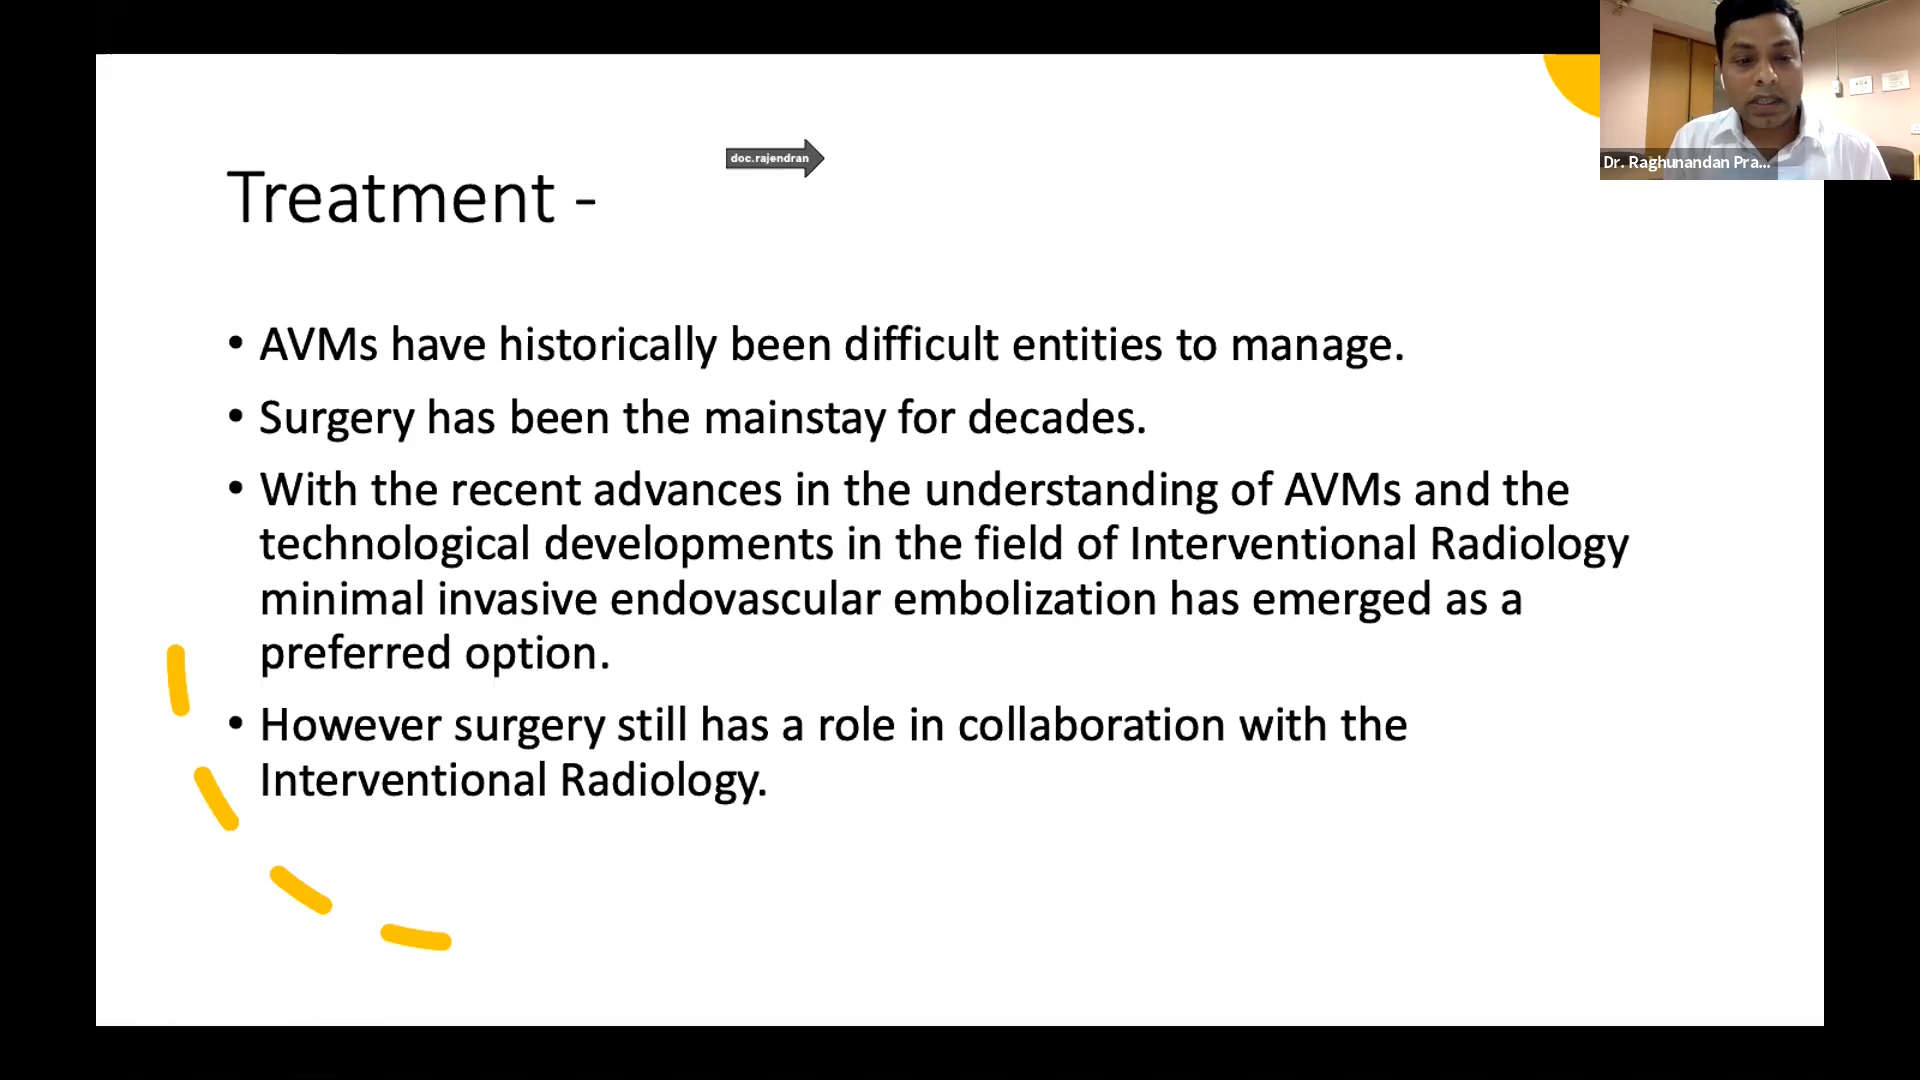 doc.rajendran
Dr. Raghunandan Pra...
Treatment -
• AVMs have historically been difficult entities to manage.
• Surgery has been the mainstay for decades.
• With the recent advances in the understanding of AVMs and the
technological developments in the field of Interventional Radiology
minimal invasive endovascular embolization has emerged as a
preferred option.
• However surgery still has a role in collaboration with the
Interventional Radiology.